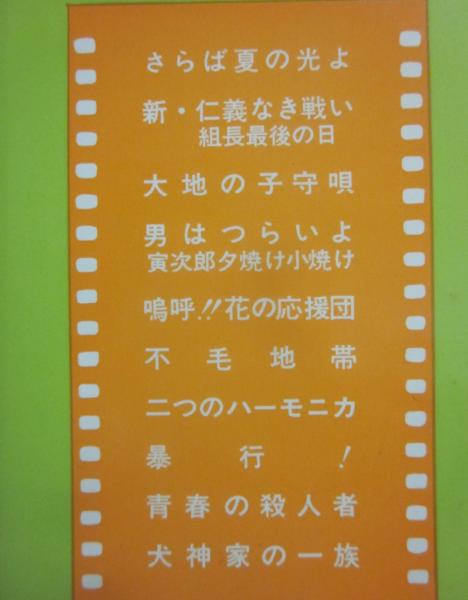 さらば夏の光よ
新・仁義なき戦い
組長最後の日
大地の子守唄
男はつらいよ
寅次郎夕焼け小焼け
嗚呼!!花の応援団
不毛地帯
二つのハーモニカ
暴行!
青春の殺人者
犬神家の一族